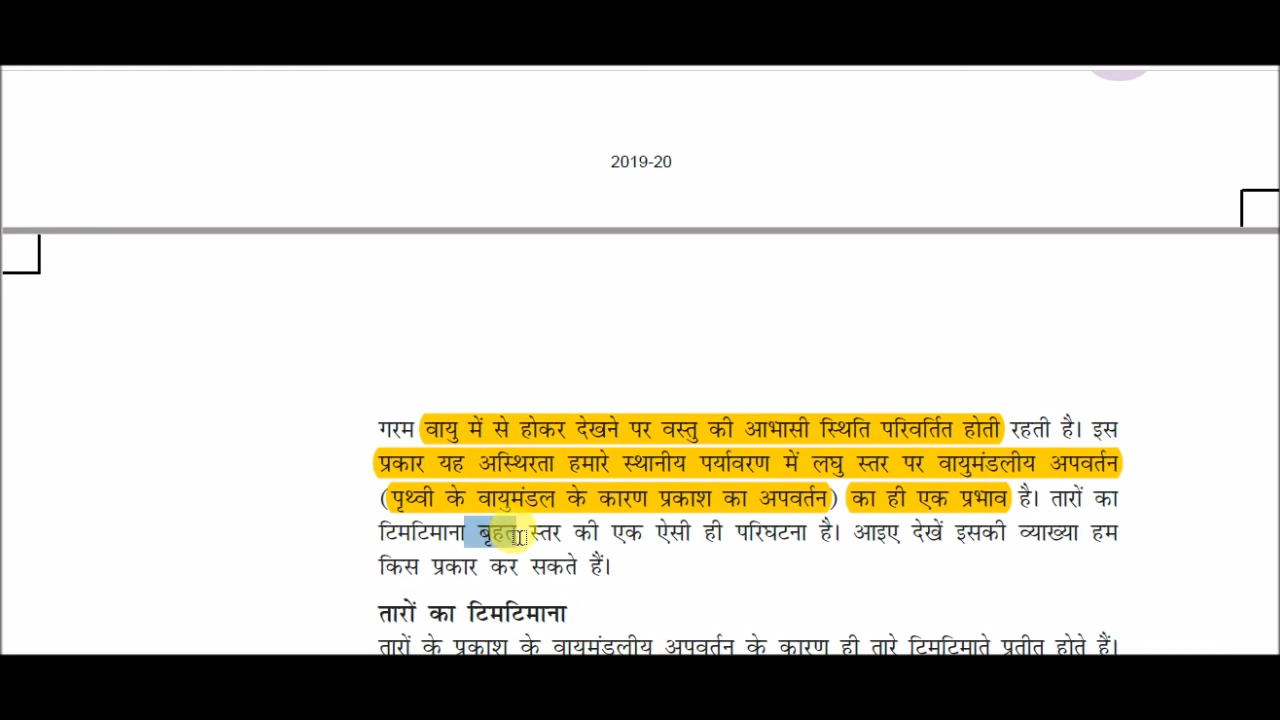 2019-20
गरम वायु में से होकर देखने पर वस्तु की आभासी स्थिति परिवर्तित होती रहती है। इस
प्रकार यह अस्थिरता हमारे स्थानीय पर्यावरण में लघु स्तर पर वायुमंडलीय अपवर्तन
(पृथ्वी के वायुमंडल के कारण प्रकाश का अपवर्तन) का ही एक प्रभाव है। तारों का
टिमटिमाना बृहत स्तर की एक ऐसी ही परिघटना है। आइए देखें इसकी व्याख्या हम
किस प्रकार कर सकते हैं।
तारों का टिमटिमाना
तारों के प्रकाश के वायुमंडलीय अपवर्तन के कारण ही तारे टिमटिमाते प्रतीत होते हैं।